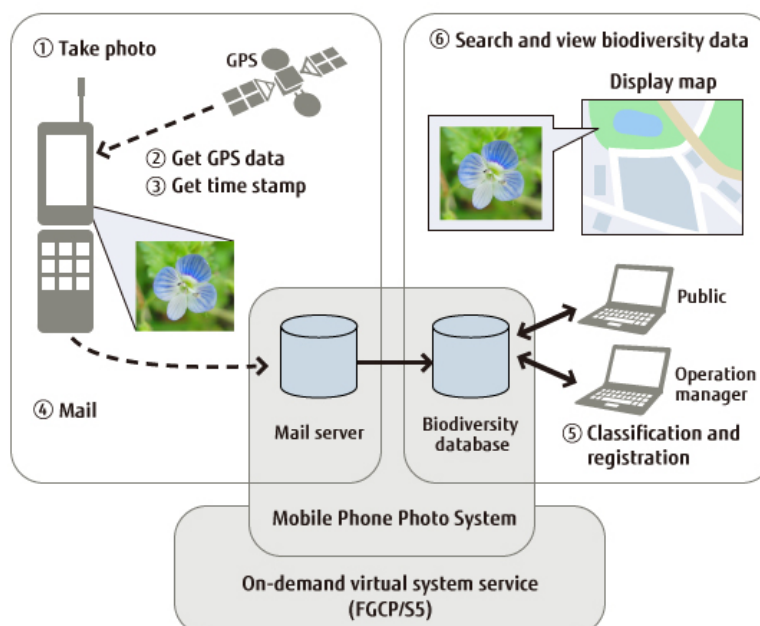 ① Take photo
GPS
② Get GPS data
③ Get time stamp
④ Mail
Mail server
⑥ Search and view biodiversity data
Display map
Public
Operation
manager
Biodiversity
database
⑤ Classification and
registration
Mobile Phone Photo System
On-demand virtual system service
(FGCP/S5)